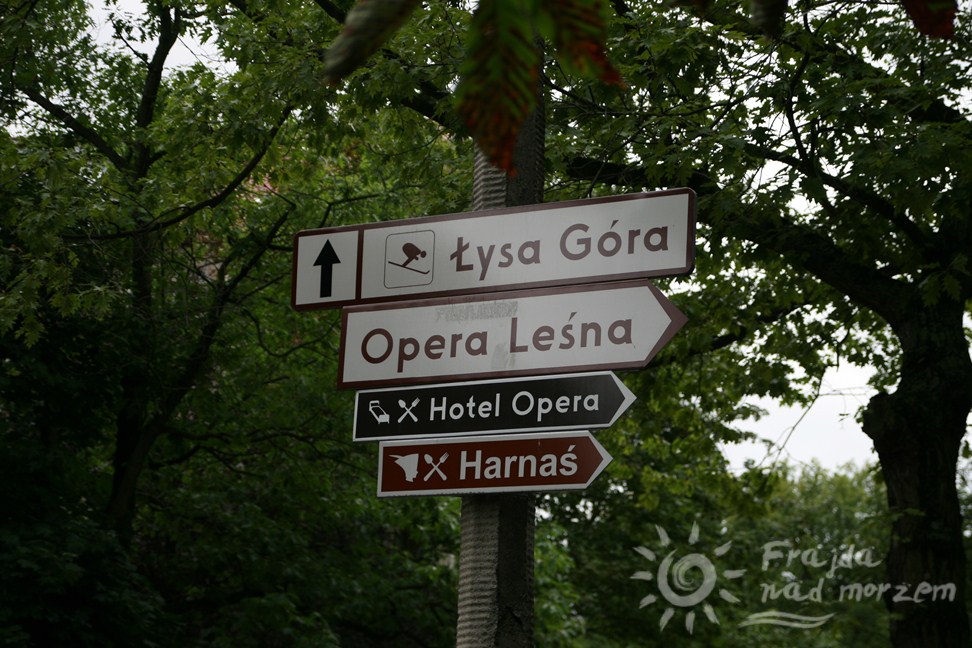 Łysa Góra
Opera Leśna
Hotel Opera
Harnaś
Frajda
nad morzem